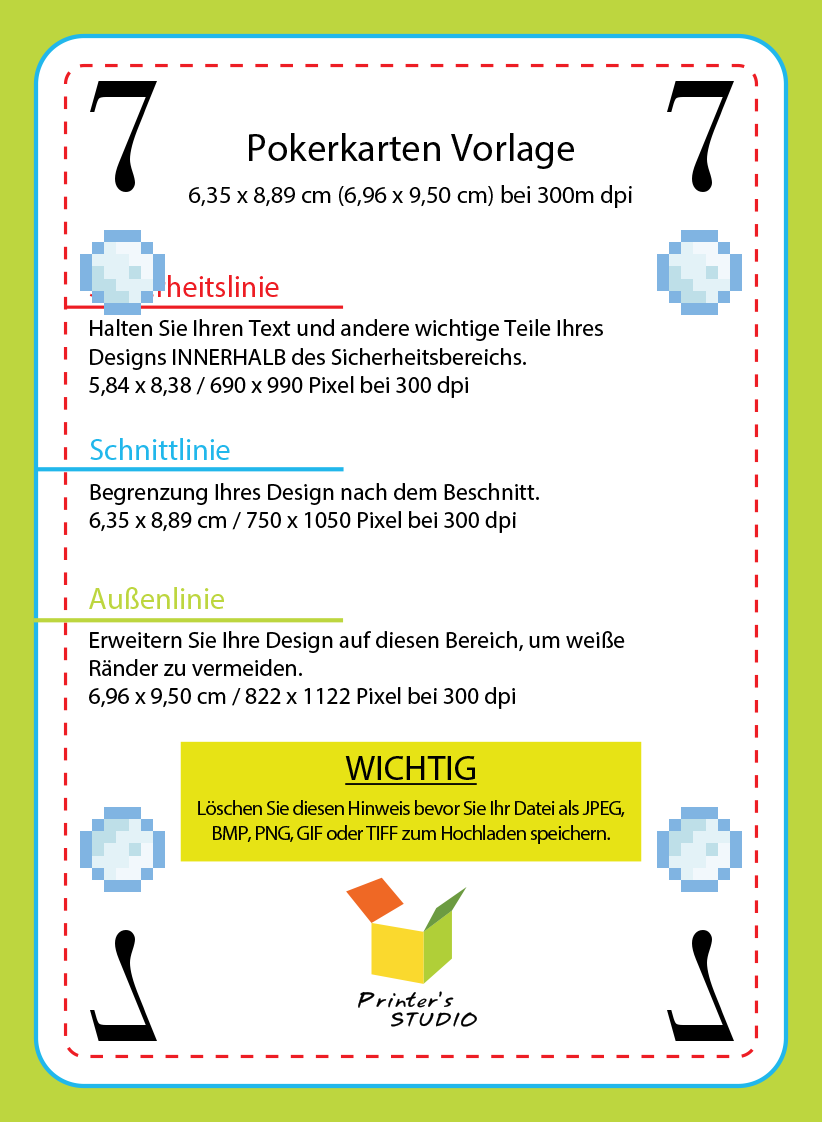 7 7
Pokerkarten Vorlage
6,35 x 8,89 cm (6,96 x 9,50 cm) bei 300m dpi
heitslinie
Halten Sie Ihren Text und andere wichtige Teile Ihres
Designs INNERHALB des Sicherheitsbereichs.
5,84 x 8,38 / 690 x 990 Pixel bei 300 dpi
Schnittlinie
Begrenzung Ihres Design nach dem Beschnitt.
6,35 x 8,89 cm / 750 x 1050 Pixel bei 300 dpi
Außenlinie
Erweitern Sie Ihre Design auf diesen Bereich, um weiße
Ränder zu vermeiden.
6,96 x 9,50 cm / 822 x 1122 Pixel bei 300 dpi
WICHTIG
Löschen Sie diesen Hinweis bevor Sie Ihr Datei als JPEG,
BMP, PNG, GIF oder TIFF zum Hochladen speichern.
Printer's
STUDIO
7 7